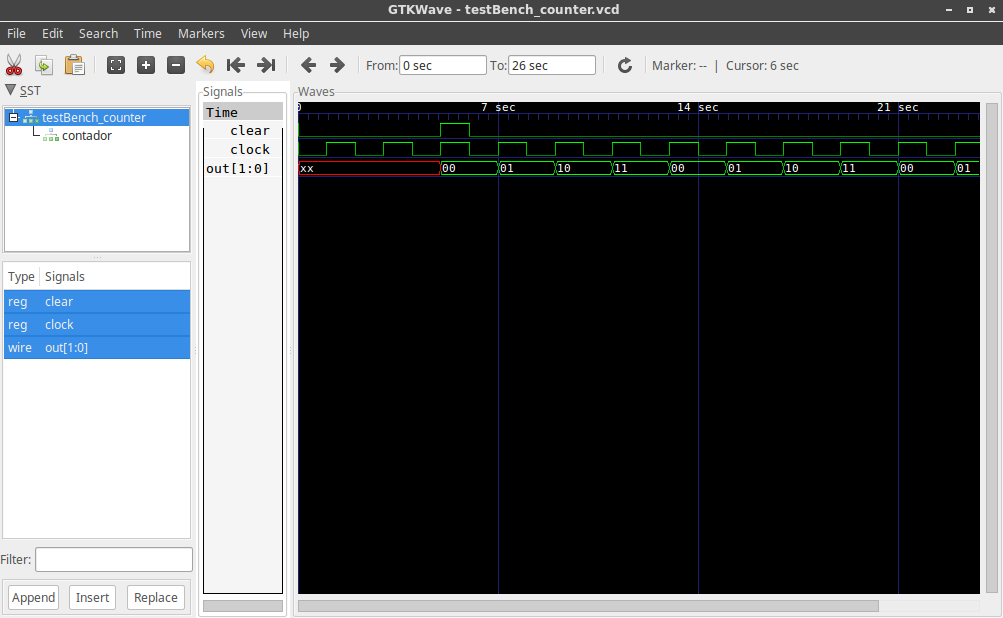 GTKWave - testBench_counter.vcd
File Edit Search Time Markers View Help
From: 0 sec To: 26 sec Marker: -- | Cursor: 6 sec
SST
testBench_counter
contador
Type Signals
reg clear
reg clock
wire out[1:0]
Filter:
Append Insert Replace
Signals
Time
clear
clock
out[1:0]
Waves
0 7 sec 14 sec 21 sec
xx 00 01 10 11 00 01 10 11 00 01